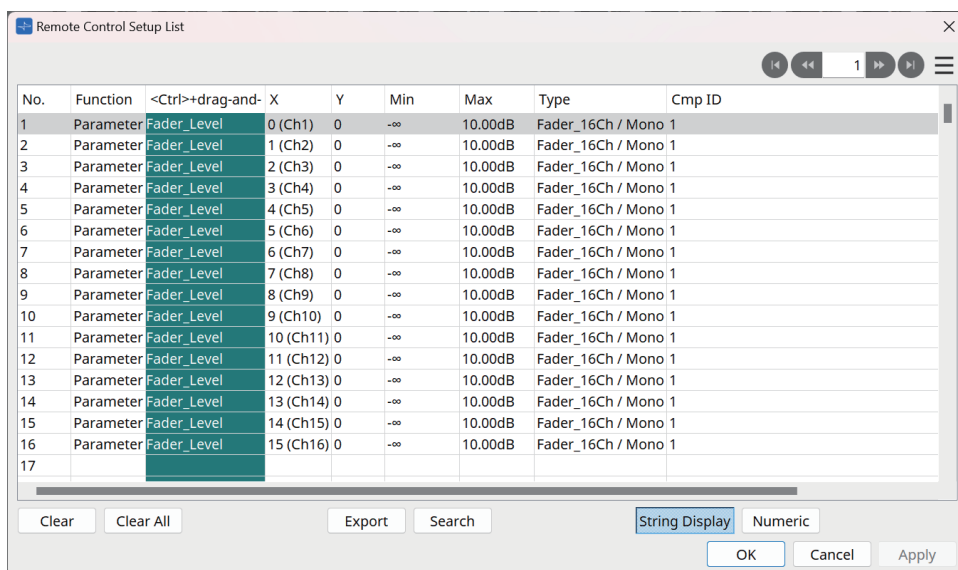 Remote Control Setup List
1
No. Function <Ctrl>+drag-and- X Y Min Max Type Cmp ID
1 Parameter Fader_Level 0 (Ch1) 0 -∞ 10.00dB Fader_16Ch / Mono 1
2 Parameter Fader_Level 1 (Ch2) 0 -∞ 10.00dB Fader_16Ch / Mono 1
3 Parameter Fader_Level 2 (Ch3) 0 -∞ 10.00dB Fader_16Ch / Mono 1
4 Parameter Fader_Level 3 (Ch4) 0 -∞ 10.00dB Fader_16Ch / Mono 1
5 Parameter Fader_Level 4 (Ch5) 0 -∞ 10.00dB Fader_16Ch / Mono 1
6 Parameter Fader_Level 5 (Ch6) 0 -∞ 10.00dB Fader_16Ch / Mono 1
7 Parameter Fader_Level 6 (Ch7) 0 -∞ 10.00dB Fader_16Ch / Mono 1
8 Parameter Fader_Level 7 (Ch8) 0 -∞ 10.00dB Fader_16Ch / Mono 1
9 Parameter Fader_Level 8 (Ch9) 0 -∞ 10.00dB Fader_16Ch / Mono 1
10 Parameter Fader_Level 9 (Ch10) 0 -∞ 10.00dB Fader_16Ch / Mono 1
11 Parameter Fader_Level 10 (Ch11) 0 -∞ 10.00dB Fader_16Ch / Mono 1
12 Parameter Fader_Level 11 (Ch12) 0 -∞ 10.00dB Fader_16Ch / Mono 1
13 Parameter Fader_Level 12 (Ch13) 0 -∞ 10.00dB Fader_16Ch / Mono 1
14 Parameter Fader_Level 13 (Ch14) 0 -∞ 10.00dB Fader_16Ch / Mono 1
15 Parameter Fader_Level 14 (Ch15) 0 -∞ 10.00dB Fader_16Ch / Mono 1
16 Parameter Fader_Level 15 (Ch16) 0 -∞ 10.00dB Fader_16Ch / Mono 1
17
Clear Clear All Export Search String Display Numeric
OK Cancel Apply